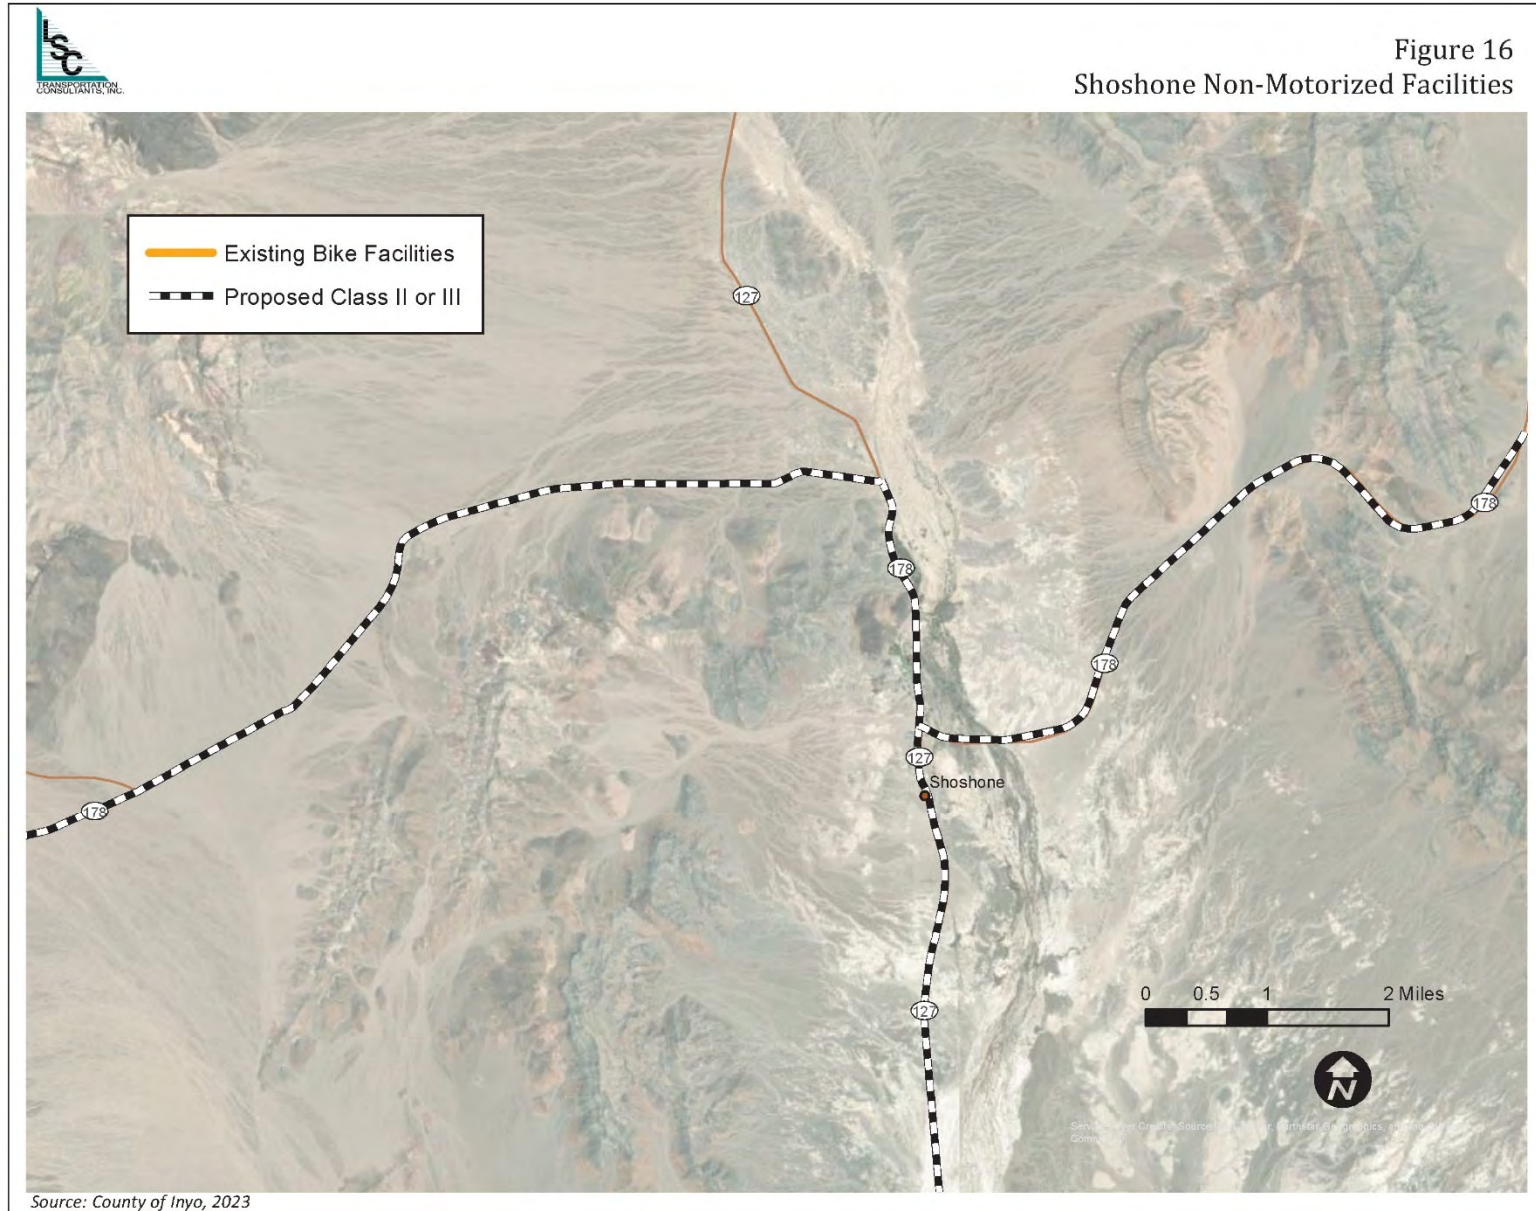 LSC
TRANSPORTATION
CONSULTANTS, INC.
Figure 16
Shoshone Non-Motorized Facilities
Existing Bike Facilities
Proposed Class II or III
127
178
178
178
127
Shoshone
178
127
0 0.5 1 2 Miles
N
Source: County of Inyo, 2023